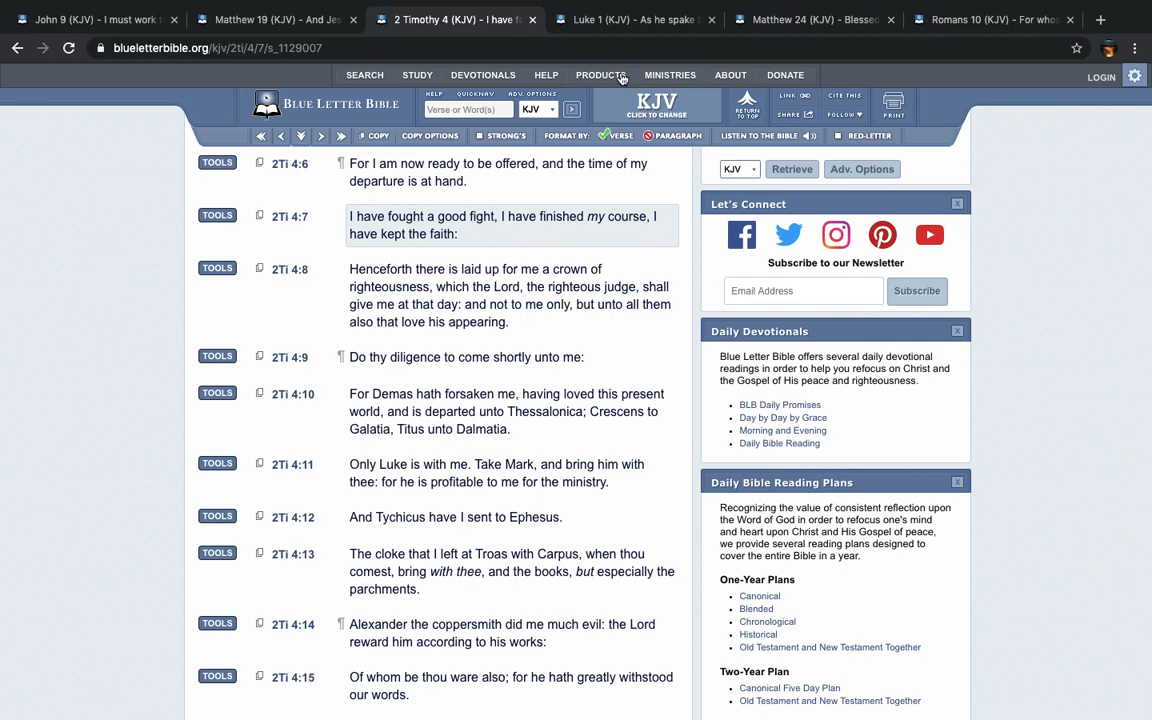 John 9 (KJV) - I must work t
Matthew 19 (KJV) - And Jes
2 Timothy 4 (KJV) - I have f
Luke 1 (KJV) - As he spake
Matthew 24 (KJV) - Blessed
Romans 10 (KJV) - For whos
blueletterbible.org/kjv/2ti/4/7/s_1129007
SEARCH STUDY DEVOTIONALS HELP PRODUCTS MINISTRIES ABOUT DONATE
LOGIN
BLUE LETTER BIBLE
HELP QUICKNAV ADV. OPTIONS
Verse or Word(s) KJV
KJV
CLICK TO CHANGE
RETURN
TO TOP
LINK CITE THIS
SHARE FOLLOW
PRINT
COPY COPY OPTIONS STRONG'S FORMAT BY: VERSE PARAGRAPH LISTEN TO THE BIBLE RED-LETTER
TOOLS 2Ti 4:6 ¶ For I am now ready to be offered, and the time of my
departure is at hand.
TOOLS 2Ti 4:7 I have fought a good fight, I have finished my course, I
have kept the faith:
TOOLS 2Ti 4:8 Henceforth there is laid up for me a crown of
righteousness, which the Lord, the righteous judge, shall
give me at that day: and not to me only, but unto all them
also that love his appearing.
TOOLS 2Ti 4:9 ¶ Do thy diligence to come shortly unto me:
TOOLS 2Ti 4:10 For Demas hath forsaken me, having loved this present
world, and is departed unto Thessalonica; Crescens to
Galatia, Titus unto Dalmatia.
TOOLS 2Ti 4:11 Only Luke is with me. Take Mark, and bring him with
thee: for he is profitable to me for the ministry.
TOOLS 2Ti 4:12 And Tychicus have I sent to Ephesus.
TOOLS 2Ti 4:13 The cloke that I left at Troas with Carpus, when thou
comest, bring with thee, and the books, but especially the
parchments.
TOOLS 2Ti 4:14 ¶ Alexander the coppersmith did me much evil: the Lord
reward him according to his works:
TOOLS 2Ti 4:15 Of whom be thou ware also; for he hath greatly withstood
our words.
KJV Retrieve Adv. Options
Let's Connect
Subscribe to our Newsletter
Email Address Subscribe
Daily Devotionals
Blue Letter Bible offers several daily devotional
readings in order to help you refocus on Christ and
the Gospel of His peace and righteousness.
• BLB Daily Promises
• Day by Day by Grace
• Morning and Evening
• Daily Bible Reading
Daily Bible Reading Plans
Recognizing the value of consistent reflection upon
the Word of God in order to refocus one's mind
and heart upon Christ and His Gospel of peace,
we provide several reading plans designed to
cover the entire Bible in a year.
One-Year Plans
• Canonical
• Blended
• Chronological
• Historical
• Old Testament and New Testament Together
Two-Year Plan
• Canonical Five Day Plan
• Old Testament and New Testament Together